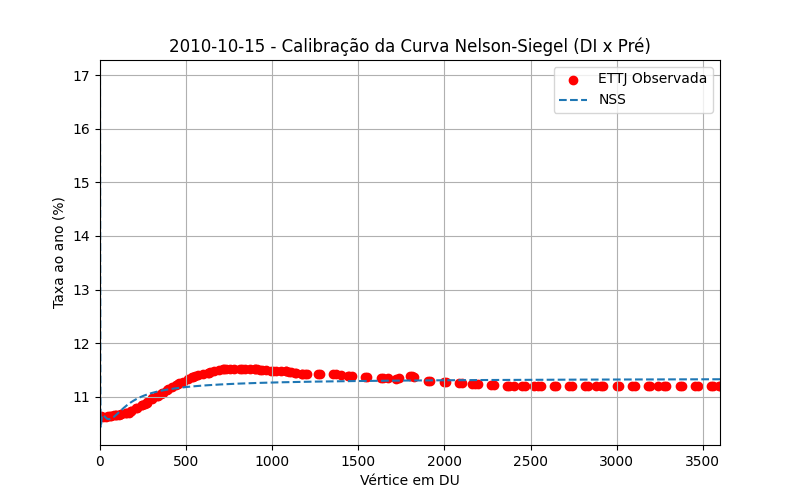 2010-10-15 - Calibração da Curva Nelson-Siegel (DI x Pré)
ETTJ Observada
NSS
17
16
15
14
13
12
11
Taxa ao ano (%)
0 500 1000 1500 2000 2500 3000 3500
Vértice em DU